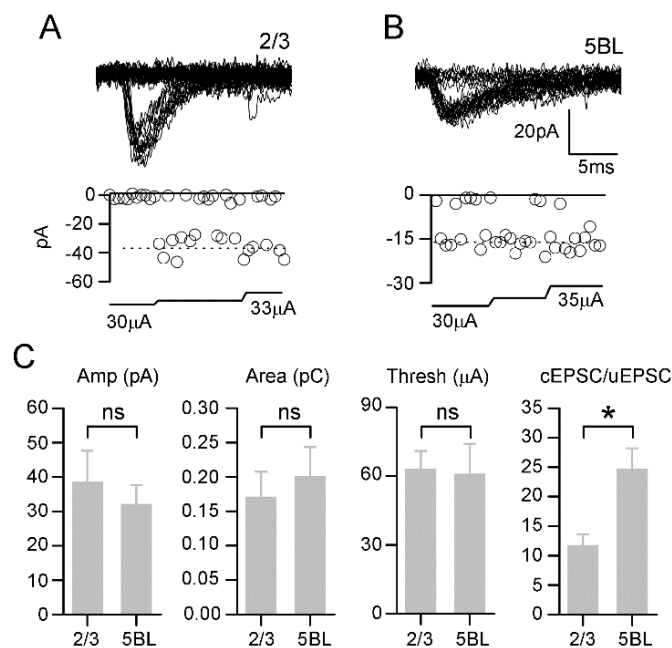 A
2/3
B
5BL
20pA
5ms
pA
0
-20
-40
-60
30µA
33µA
0
-15
-30
30µA
35µA
C
Amp (pA)
Area (pC)
Thresh (µA)
cEPSC/uEPSC
ns
ns
ns
*
60
50
40
30
20
10
0
2/3
5BL
0.30
0.25
0.20
0.15
0.10
0.05
0.00
2/3
5BL
90
60
30
0
2/3
5BL
35
30
25
20
15
10
5
0
2/3
5BL